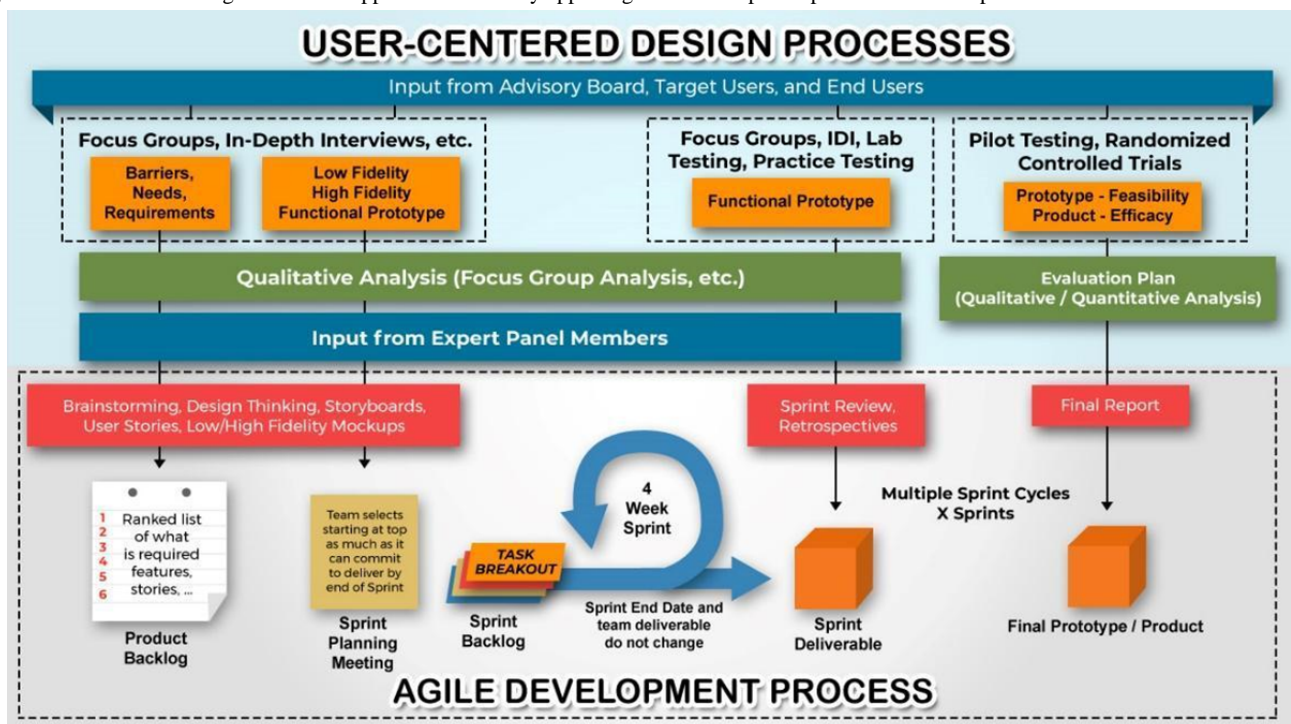 USER-CENTERED DESIGN PROCESSES
Input from Advisory Board, Target Users, and End Users
Focus Groups, In-Depth Interviews, etc.
Barriers,
Needs,
Requirements
Low Fidelity
High Fidelity
Functional Prototype
Focus Groups, IDI, Lab
Testing, Practice Testing
Functional Prototype
Pilot Testing, Randomized
Controlled Trials
Prototype - Feasibility
Product - Efficacy
Qualitative Analysis (Focus Group Analysis, etc.)
Evaluation Plan
(Qualitative / Quantitative Analysis)
Input from Expert Panel Members
Brainstorming, Design Thinking, Storyboards,
User Stories, Low/High Fidelity Mockups
Sprint Review,
Retrospectives
Final Report
1
2
3
4
5
6
Ranked list
of what
is required
features,
stories, ...
Product
Backlog
Team selects
starting at top
as much as it
can commit
to deliver by
end of Sprint
Sprint
Planning
Meeting
TASK
BREAKOUT
Sprint
Backlog
4
Week
Sprint
Sprint End Date and
team deliverable
do not change
Sprint
Deliverable
Multiple Sprint Cycles
X Sprints
Final Prototype / Product
AGILE DEVELOPMENT PROCESS